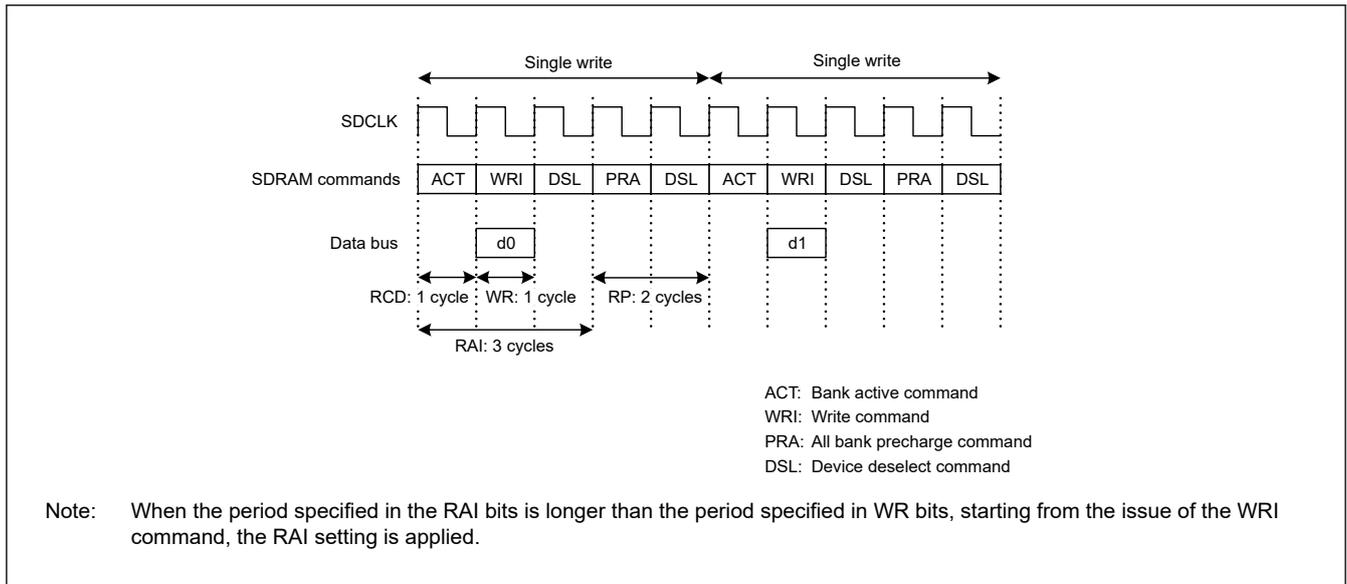 Single write Single write
SDCLK
SDRAM commands ACT WRI DSL PRA DSL ACT WRI DSL PRA DSL
Data bus d0 d1
RCD: 1 cycle WR: 1 cycle RP: 2 cycles
RAI: 3 cycles
ACT: Bank active command
WRI: Write command
PRA: All bank precharge command
DSL: Device deselect command
Note: When the period specified in the RAI bits is longer than the period specified in WR bits, starting from the issue of the WRI
command, the RAI setting is applied.